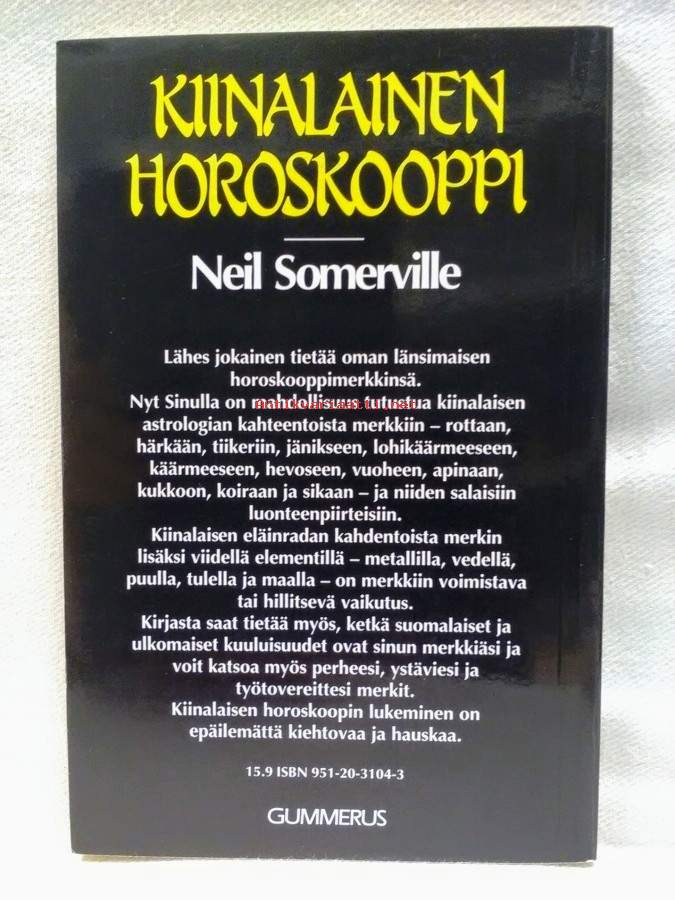 KIINALAINEN
HOROSKOOPPI
Neil Somerville
Lähes jokainen tietää oman länsimaisen
horoskooppimerkkinsä.
Nyt Sinulla on mahdollisuus tutustua kiinalaisen
antikvariaatti.net
astrologian kahteentoista merkkiin – rottaan,
härkään, tiikeriin, jänikseen, lohikäärmeeseen,
käärmeeseen, hevoseen, vuoheen, apinaan,
kukkoon, koiraan ja sikaan – ja niiden salaisiin
luonteenpiirteisiin.
Kiinalaisen eläinradan kahdentoista merkin
lisäksi viidellä elementillä – metallilla, vedellä,
puulla, tulella ja maalla – on merkkiin voimistava
tai hillitsevä vaikutus.
Kirjasta saat tietää myös, ketkä suomalaiset ja
ulkomaiset kuuluisuudet ovat sinun merkkiäsi ja
voit katsoa myös perheesi, ystäviesi ja
työtovereittesi merkit.
Kiinalaisen horoskoopin lukeminen on
epäilemättä kiehtovaa ja hauskaa.
15.9 ISBN 951-20-3104-3
GUMMERUS